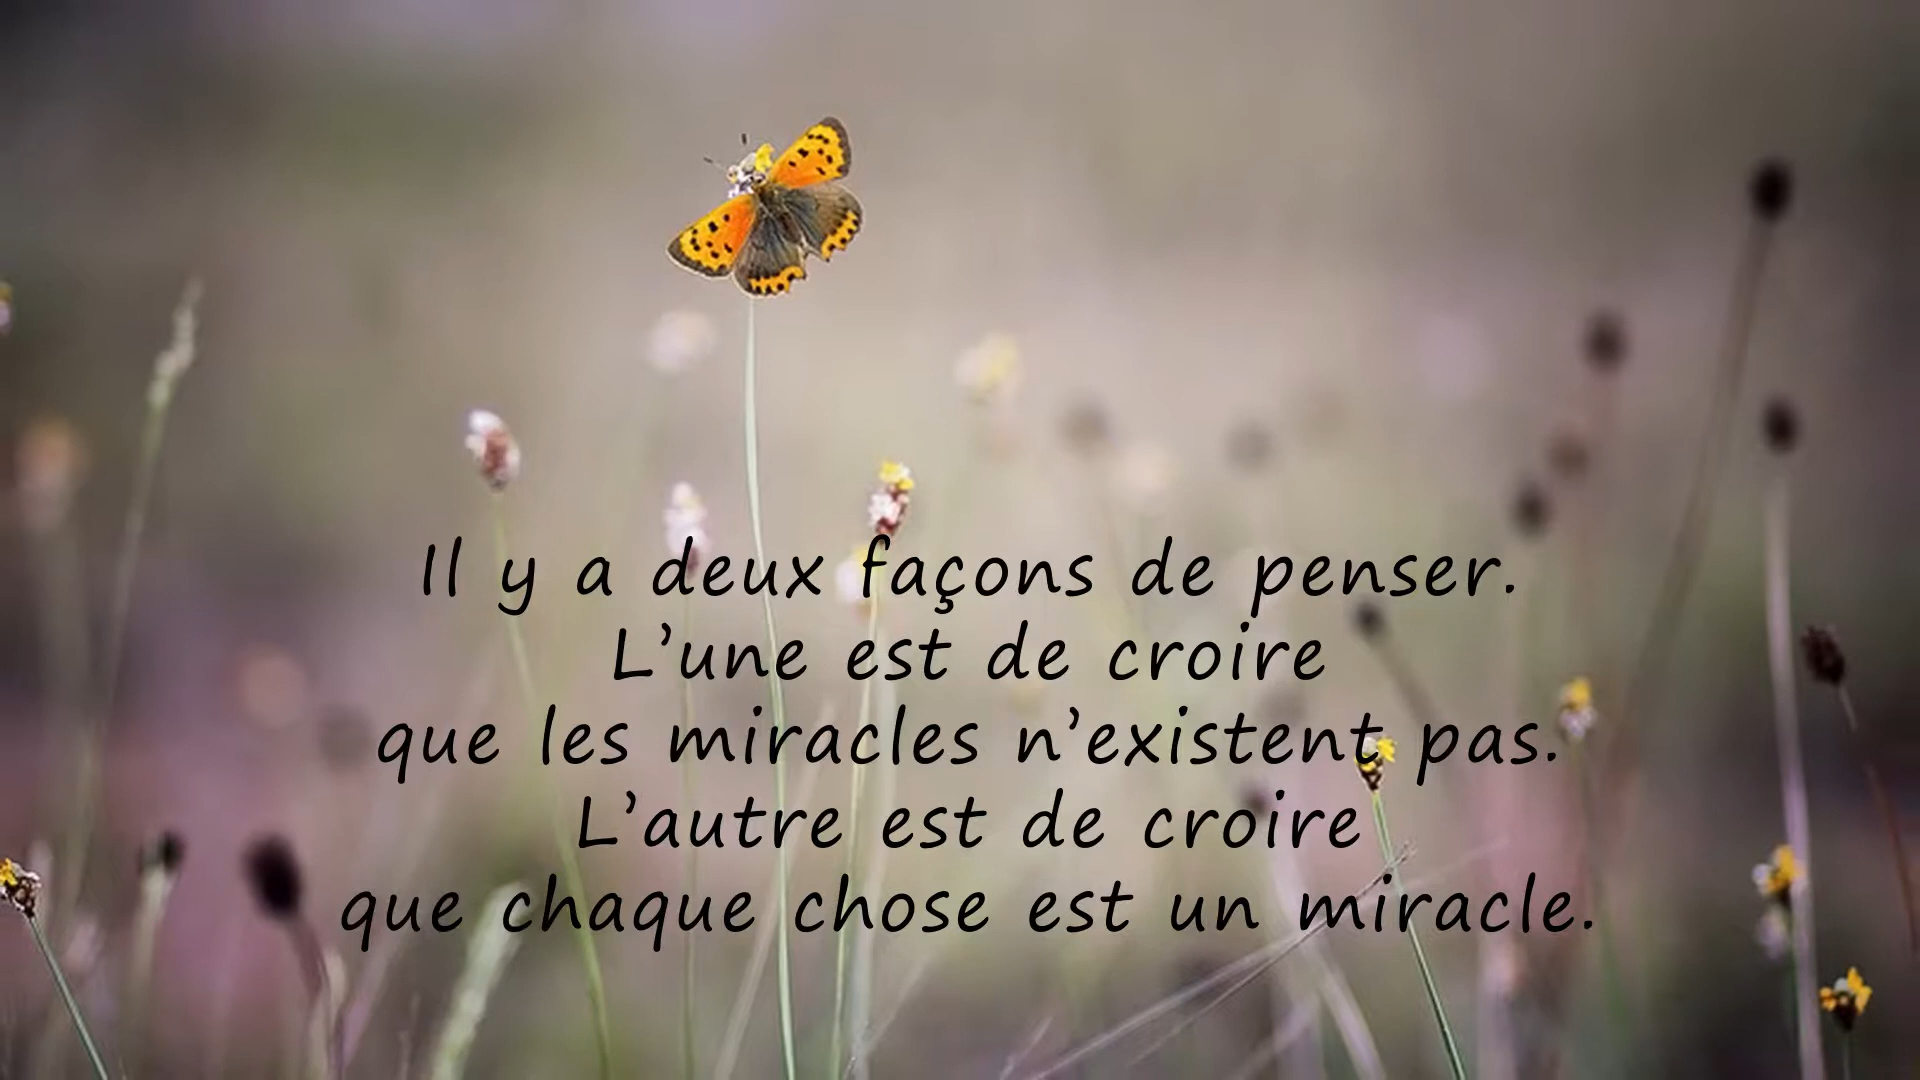 Il y a deux façons de penser.
L’une est de croire
que les miracles n’existent pas.
L’autre est de croire
que chaque chose est un miracle.